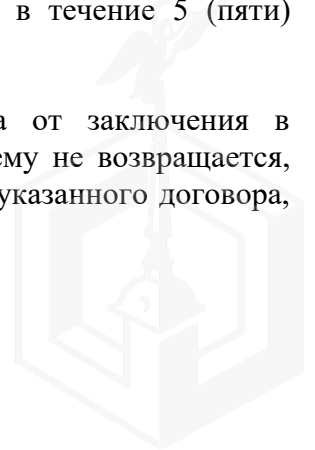 в течение 5 (пяти)
от заключения в
ему не возвращается,
указанного договора,